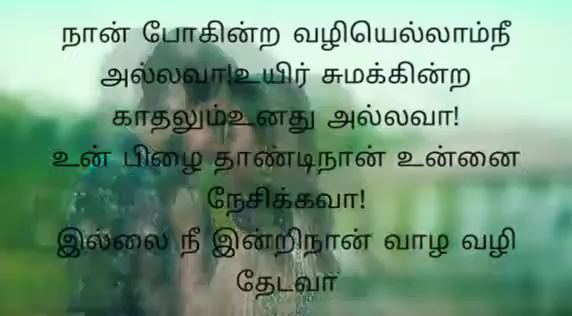 நான் போகின்ற வழியெல்லாம்நீ
அல்லவா!உயிர் சுமக்கின்ற
காதலும்உனது அல்லவா!
உன் பிழை தாண்டிநான் உன்னை
நேசிக்கவா!
இல்லை நீ இன்றிநான் வாழ வழி
தேடவா